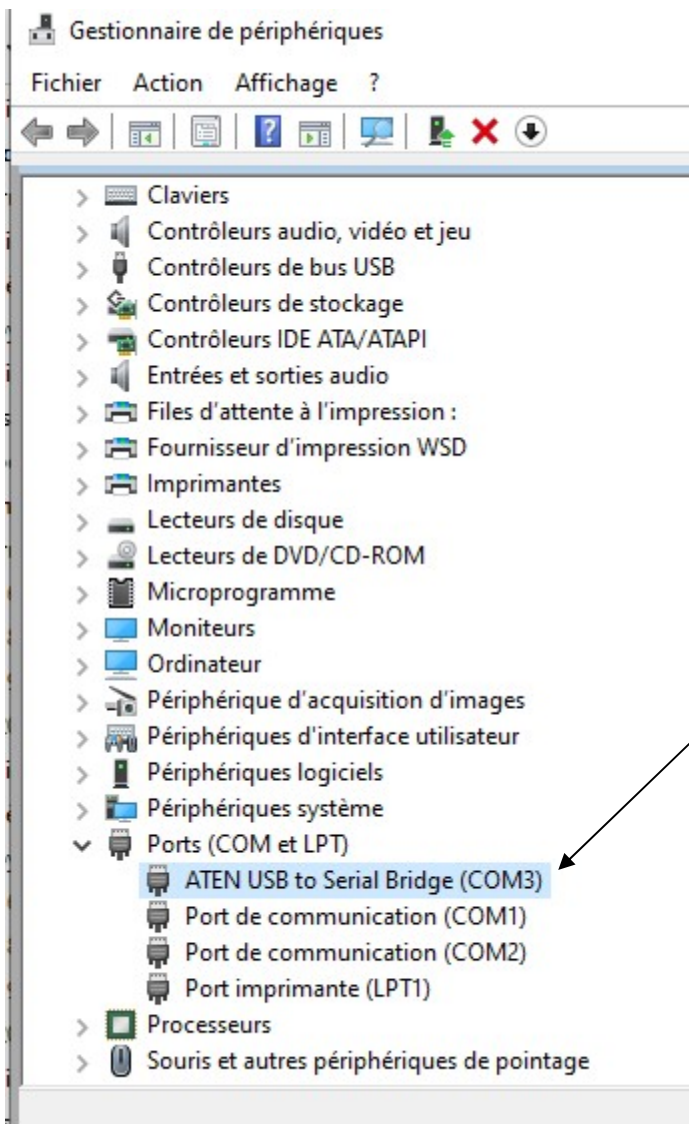 Gestionnaire de périphériques
Fichier Action Affichage ?
Claviers
Contrôleurs audio, vidéo et jeu
Contrôleurs de bus USB
Contrôleurs de stockage
Contrôleurs IDE ATA/ATAPI
Entrées et sorties audio
Files d'attente à l'impression :
Fournisseur d'impression WSD
Imprimantes
Lecteurs de disque
Lecteurs de DVD/CD-ROM
Microprogramme
Moniteurs
Ordinateur
Périphérique d'acquisition d'images
Périphériques d'interface utilisateur
Périphériques logiciels
Périphériques système
Ports (COM et LPT)
ATEN USB to Serial Bridge (COM3)
Port de communication (COM1)
Port de communication (COM2)
Port imprimante (LPT1)
Processeurs
Souris et autres périphériques de pointage